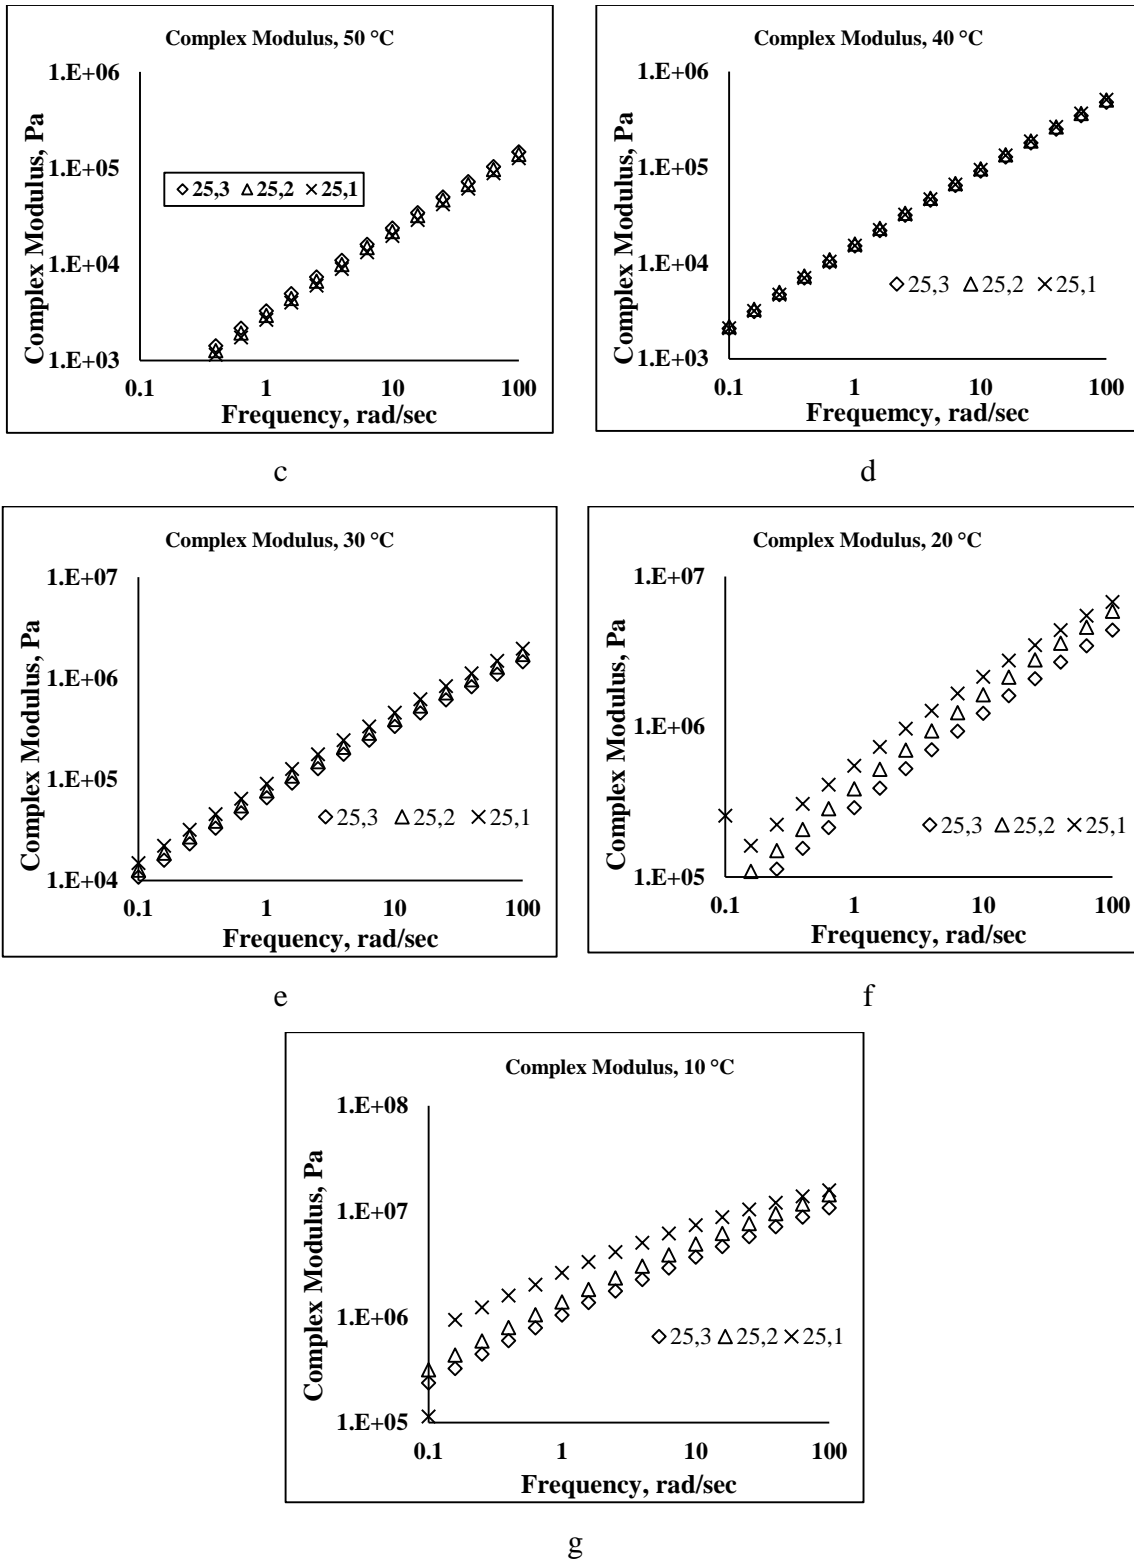 Complex Modulus, 50 °C
Complex Modulus, Pa
1.E+06
1.E+05
1.E+04
1.E+03
25,3 25,2 25,1
0.1 1 10 100
Frequency, rad/sec
c
Complex Modulus, 40 °C
Complex Modulus, Pa
1.E+06
1.E+05
1.E+04
1.E+03
25,3 25,2 25,1
0.1 1 10 100
Frequemcy, rad/sec
d
Complex Modulus, 30 °C
Complex Modulus, Pa
1.E+07
1.E+06
1.E+05
1.E+04
25,3 25,2 25,1
0.1 1 10 100
Frequency, rad/sec
e
Complex Modulus, 20 °C
Complex Modulus, Pa
1.E+07
1.E+06
1.E+05
25,3 25,2 25,1
0.1 1 10 100
Frequency, rad/sec
f
Complex Modulus, 10 °C
Complex Modulus, Pa
1.E+08
1.E+07
1.E+06
1.E+05
25,3 25,2 25,1
0.1 1 10 100
Frequency, rad/sec
g